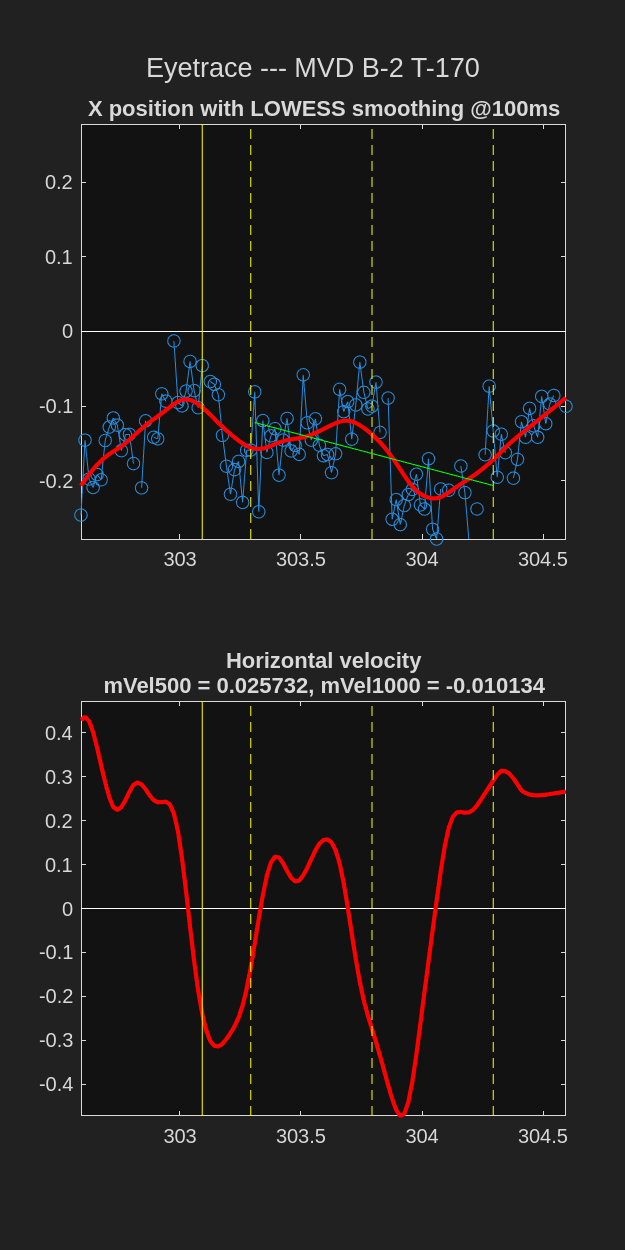 Eyetrace --- MVD B-2 T-170
X position with LOWESS smoothing @100ms
0.2
0.1
0
-0.1
-0.2
303 303.5 304 304.5
Horizontal velocity
mVel500 = 0.025732, mVel1000 = -0.010134
0.4
0.3
0.2
0.1
0
-0.1
-0.2
-0.3
-0.4
303 303.5 304 304.5